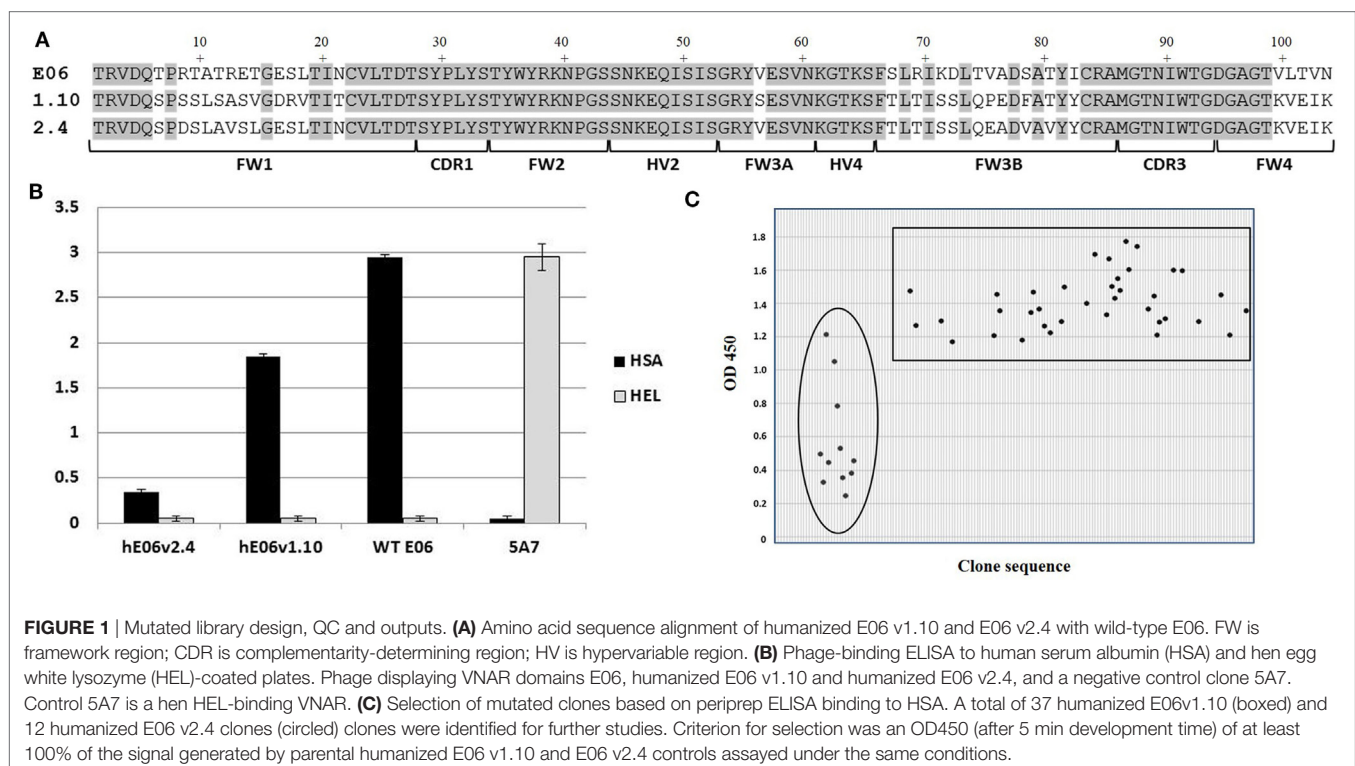 A
10 20 30 40 50 60 70 80 90 100
E06 TRVDQTPRTATRETGESLTINCVLTDTSYPLYSTYWYRKNPGSSNKEQISISGRYVESVNKGTKSFSLRIKDLTVADSATYICRAMGTNIWTGDGAGTVLTVN
1.10 TRVDQSPSSLSASVGDRVTITCVLTDTSYPLYSTYWYRKNPGSSNKEQISISGRYSESVNKGTKSFTLTISSLQPEDFATYYCRAMGTNIWTGDGAGTKVEIK
2.4 TRVDQSPDSLAVSLGESLTINCVLTDTSYPLYSTYWYRKNPGSSNKEQISISGRYVESVNKGTKSFTLTISSLQEADVAVYYCRAMGTNIWTGDGAGTKVEIK
FW1 CDR1 FW2 HV2 FW3A HV4 FW3B CDR3 FW4
B
3.5
3
2.5
2
1.5
1
0.5
0
hE06v2.4 hE06v1.10 WT E06 5A7
HSA
HEL
C
1.8
1.6
1.4
1.2
1.0
0.8
0.6
0.4
0.2
0
OD 450
Clone sequence
FIGURE 1 | Mutated library design, QC and outputs. (A) Amino acid sequence alignment of humanized E06 v1.10 and E06 v2.4 with wild-type E06. FW is
framework region; CDR is complementarity-determining region; HV is hypervariable region. (B) Phage-binding ELISA to human serum albumin (HSA) and hen egg
white lysozyme (HEL)-coated plates. Phage displaying VNAR domains E06, humanized E06 v1.10 and humanized E06 v2.4, and a negative control clone 5A7.
Control 5A7 is a hen HEL-binding VNAR. (C) Selection of mutated clones based on periprep ELISA binding to HSA. A total of 37 humanized E06v1.10 (boxed) and
12 humanized E06 v2.4 clones (circled) clones were identified for further studies. Criterion for selection was an OD450 (after 5 min development time) of at least
100% of the signal generated by parental humanized E06 v1.10 and E06 v2.4 controls assayed under the same conditions.